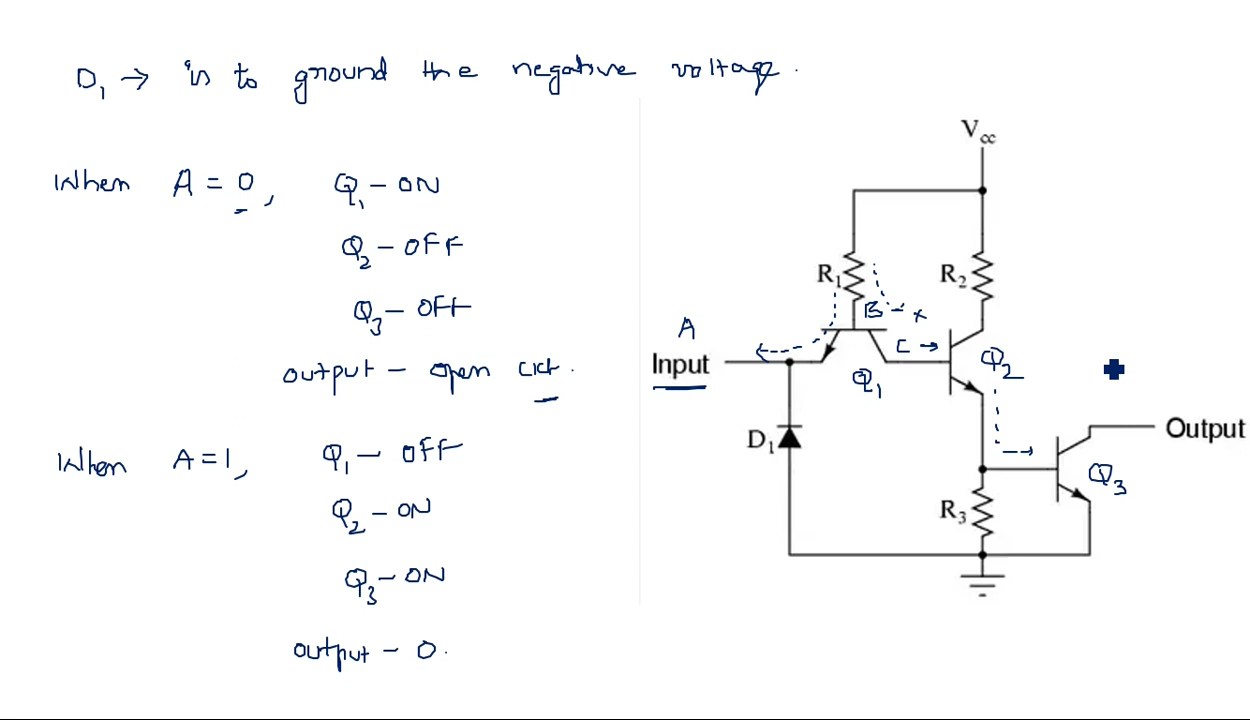 D₁ → is to ground the negative voltage.
When A = 0, Q₁ - ON
Q₂ - OFF
Q₃ - OFF
output - open ckt.
When A = 1, Q₁ - OFF
Q₂ - ON
Q₃ - ON
output - 0.
Vcc
R₁
R₂
B
A
Input
C →
Q₁
Q₂
D₁
Output
Q₃
R₃